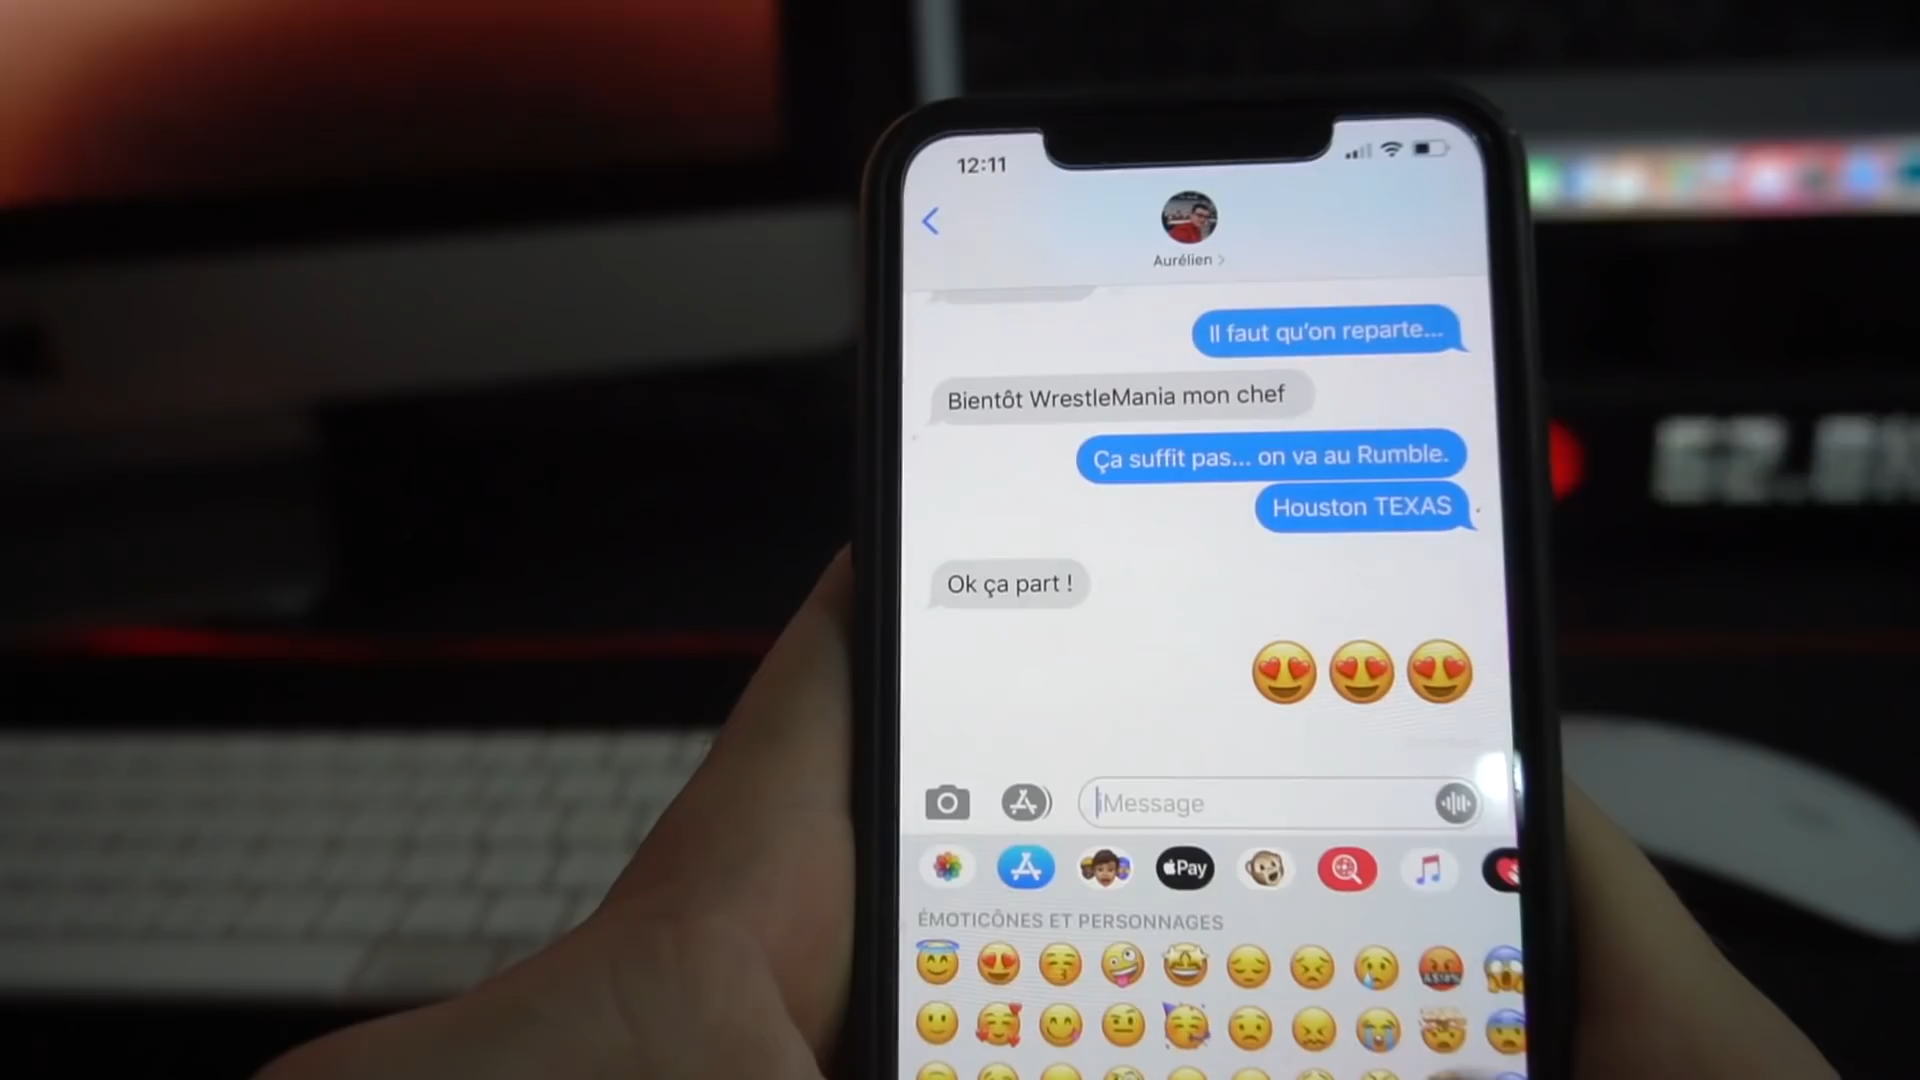 12:11
Aurélien
Il faut qu'on reparte...
Bientôt WrestleMania mon chef
Ça suffit pas... on va au Rumble.
Houston TEXAS
Ok ça part !
iMessage
Pay
ÉMOTICÔNES ET PERSONNAGES